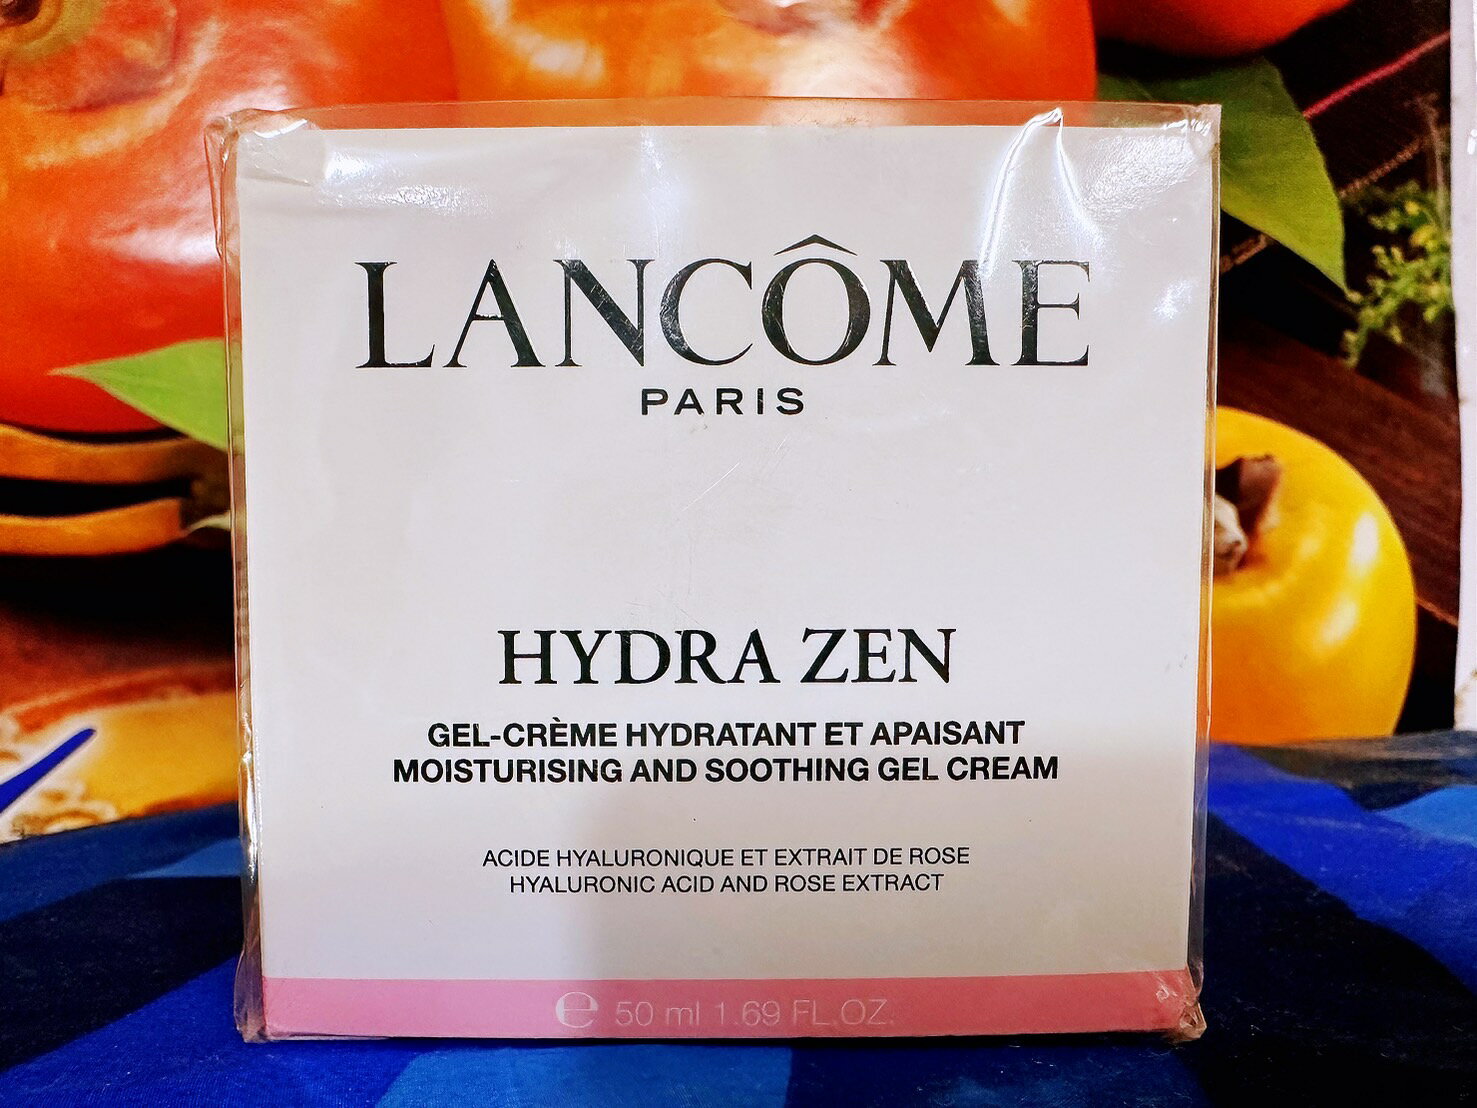 LANCÔME
PARIS
HYDRA ZEN
GEL-CRÈME HYDRATANT ET APAISANT
MOISTURISING AND SOOTHING GEL CREAM
ACIDE HYALURONIQUE ET EXTRAIT DE ROSE
HYALURONIC ACID AND ROSE EXTRACT
℮ 50 ml 1.69 FL.OZ.